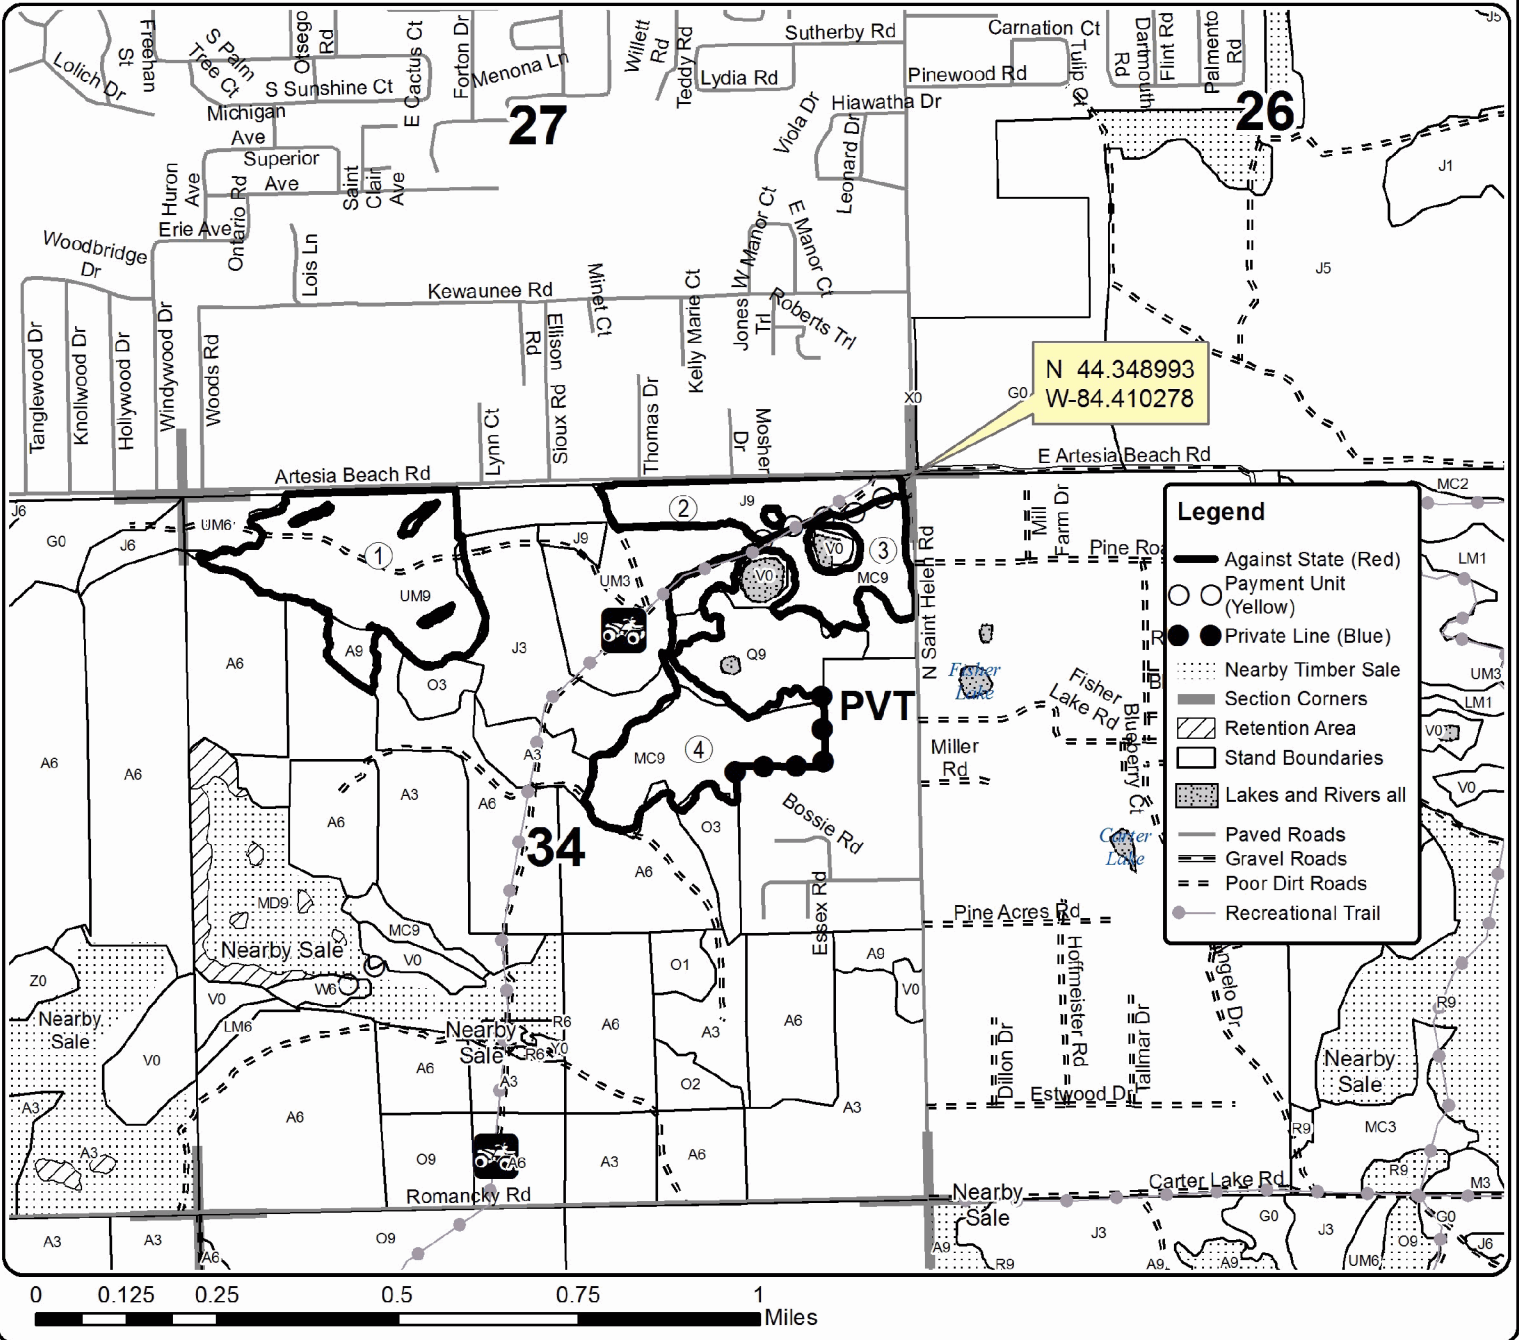 Freehan St
Lolich Dr
S Palm Tree Ct
Otsego Rd
S Sunshine Ct
E Cactus Ct
Forton Dr
Menona Ln
Willett Rd
Teddy Rd
Lydia Rd
Sutherby Rd
Carnation Ct
Pinewood Rd
Tulip Ct
Darmouth Rd
Flint Rd
Palmento Rd
J5
Michigan
Ave
27
Viola Dr
Hiawatha Dr
Leonard Dr
26
J1
Superior
Ave
Huron Ave
Ontario Rd
Saint Clair Ave
Erie Ave
Woodbridge
Dr
Lois Ln
W Manor Ct
E Manor Ct
J5
Kewaunee Rd
Minet Ct
Kelly Marie Ct
Jones Trl
Roberts Trl
Tanglewood Dr
Knollwood Dr
Hollywood Dr
Windywood Dr
Woods Rd
Ellison Rd
Sioux Rd
Lynn Ct
Thomas Dr
Mosher Dr
X0
G0
N 44.348993
W-84.410278
Artesia Beach Rd
E Artesia Beach Rd
J6
G0
J6
UM6
1
UM9
J9
UM3
2
J9
V0
V0
3
MC9
N Saint Helen Rd
Mill Farm Dr
Pine Roa
MC2
LM1
UM3
LM1
V0
V0
Legend
Against State (Red)
Payment Unit
(Yellow)
Private Line (Blue)
Nearby Timber Sale
Section Corners
Retention Area
Stand Boundaries
Lakes and Rivers all
Paved Roads
Gravel Roads
Poor Dirt Roads
Recreational Trail
A6
A9
O3
J3
Q9
PVT
Fisher
Lake
Fisher
Lake Rd
Blueberry Ct
Miller
Rd
A6
A6
A3
A3
A6
A6
MC9
4
O3
Bossie Rd
Carter
Lake
34
A6
MD9
MC9
Nearby Sale
V0
W6
Essex Rd
Pine Acres Rd
Hoffmeister Rd
ngelo Dr
Z0
Nearby
Sale
V0
LM6
V0
Nearby
Sale
R6
R6
Y0
A6
O1
A3
A6
A9
V0
Dillon Dr
Tallmar Dr
R9
Nearby
Sale
A6
A3
O2
Estwood Dr
A3
A3
A6
A3
O9
A6
A3
A6
R9
MC3
R9
M3
Romancky Rd
Carter Lake Rd
Nearby
Sale
A3
A3
A6
O9
A9
R9
J3
A9
A9
G0
J3
UM6
O9
G0
J6
0
0.125
0.25
0.5
0.75
1
Miles